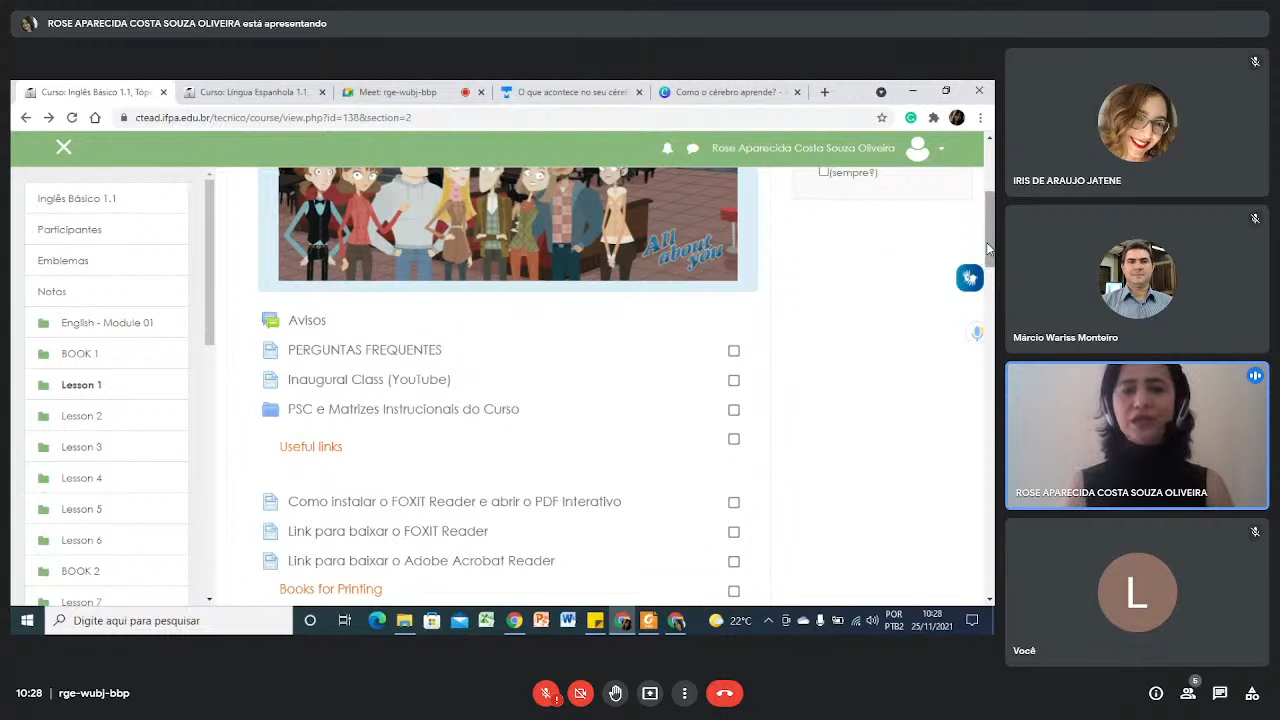 ROSE APARECIDA COSTA SOUZA OLIVEIRA está apresentando
Curso: Inglês Básico 1.1, Tópi
Curso: Língua Espanhola 1.1
Meet: rge-wubj-bbp
O que acontece no seu céreb
Como o cérebro aprende? -
ctead.ifpa.edu.br/tecnico/course/view.php?id=138&section=2
Rose Aparecida Costa Souza Oliveira
Inglês Básico 1.1
Participantes
Emblemas
Notas
English - Module 01
BOOK 1
Lesson 1
Lesson 2
Lesson 3
Lesson 4
Lesson 5
Lesson 6
BOOK 2
Lesson 7
All about you
(sempre?)
Avisos
PERGUNTAS FREQUENTES
Inaugural Class (YouTube)
PSC e Matrizes Instrucionais do Curso
Useful links
Como instalar o FOXIT Reader e abrir o PDF Interativo
Link para baixar o FOXIT Reader
Link para baixar o Adobe Acrobat Reader
Books for Printing
Digite aqui para pesquisar
22°C
POR
PTB2
10:28
25/11/2021
IRIS DE ARAUJO JATENE
Márcio Wariss Monteiro
ROSE APARECIDA COSTA SOUZA OLIVEIRA
L
Você
10:28 | rge-wubj-bbp
6